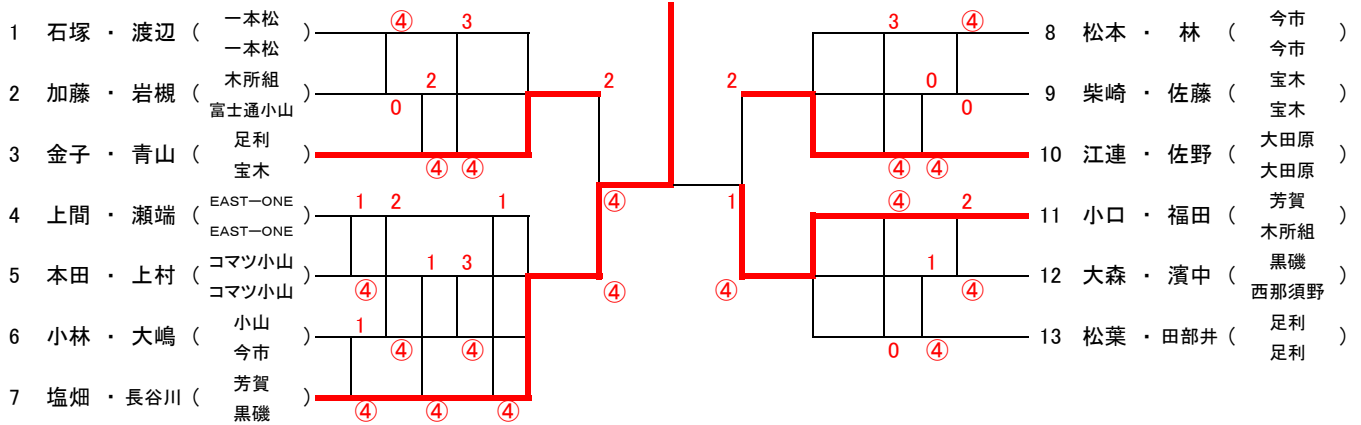 ④ 3
1 石塚 ・ 渡辺 ( 一本松 一本松 )
2 2
2 加藤 ・ 岩槻 ( 木所組 富士通小山 )
0
3 金子 ・ 青山 ( 足利 宝木 )
④ ④
4 上間 ・ 瀬端 ( EAST－ONE EAST－ONE )
1 2 1 ④
5 本田 ・ 上村 ( コマツ小山 コマツ小山 )
④ 1 3 ④
6 小林 ・ 大嶋 ( 小山 今市 )
1 ④ ④
7 塩畑 ・ 長谷川 ( 芳賀 黒磯 )
④ ④ ④
3 ④
8 松本 ・ 林 ( 今市 今市 )
2 0
9 柴崎 ・ 佐藤 ( 宝木 宝木 )
0
10 江連 ・ 佐野 ( 大田原 大田原 )
④ ④
1 ④ 2
11 小口 ・ 福田 ( 芳賀 木所組 )
④ 1
12 大森 ・ 濱中 ( 黒磯 西那須野 )
④
13 松葉 ・ 田部井 ( 足利 足利 )
0 ④